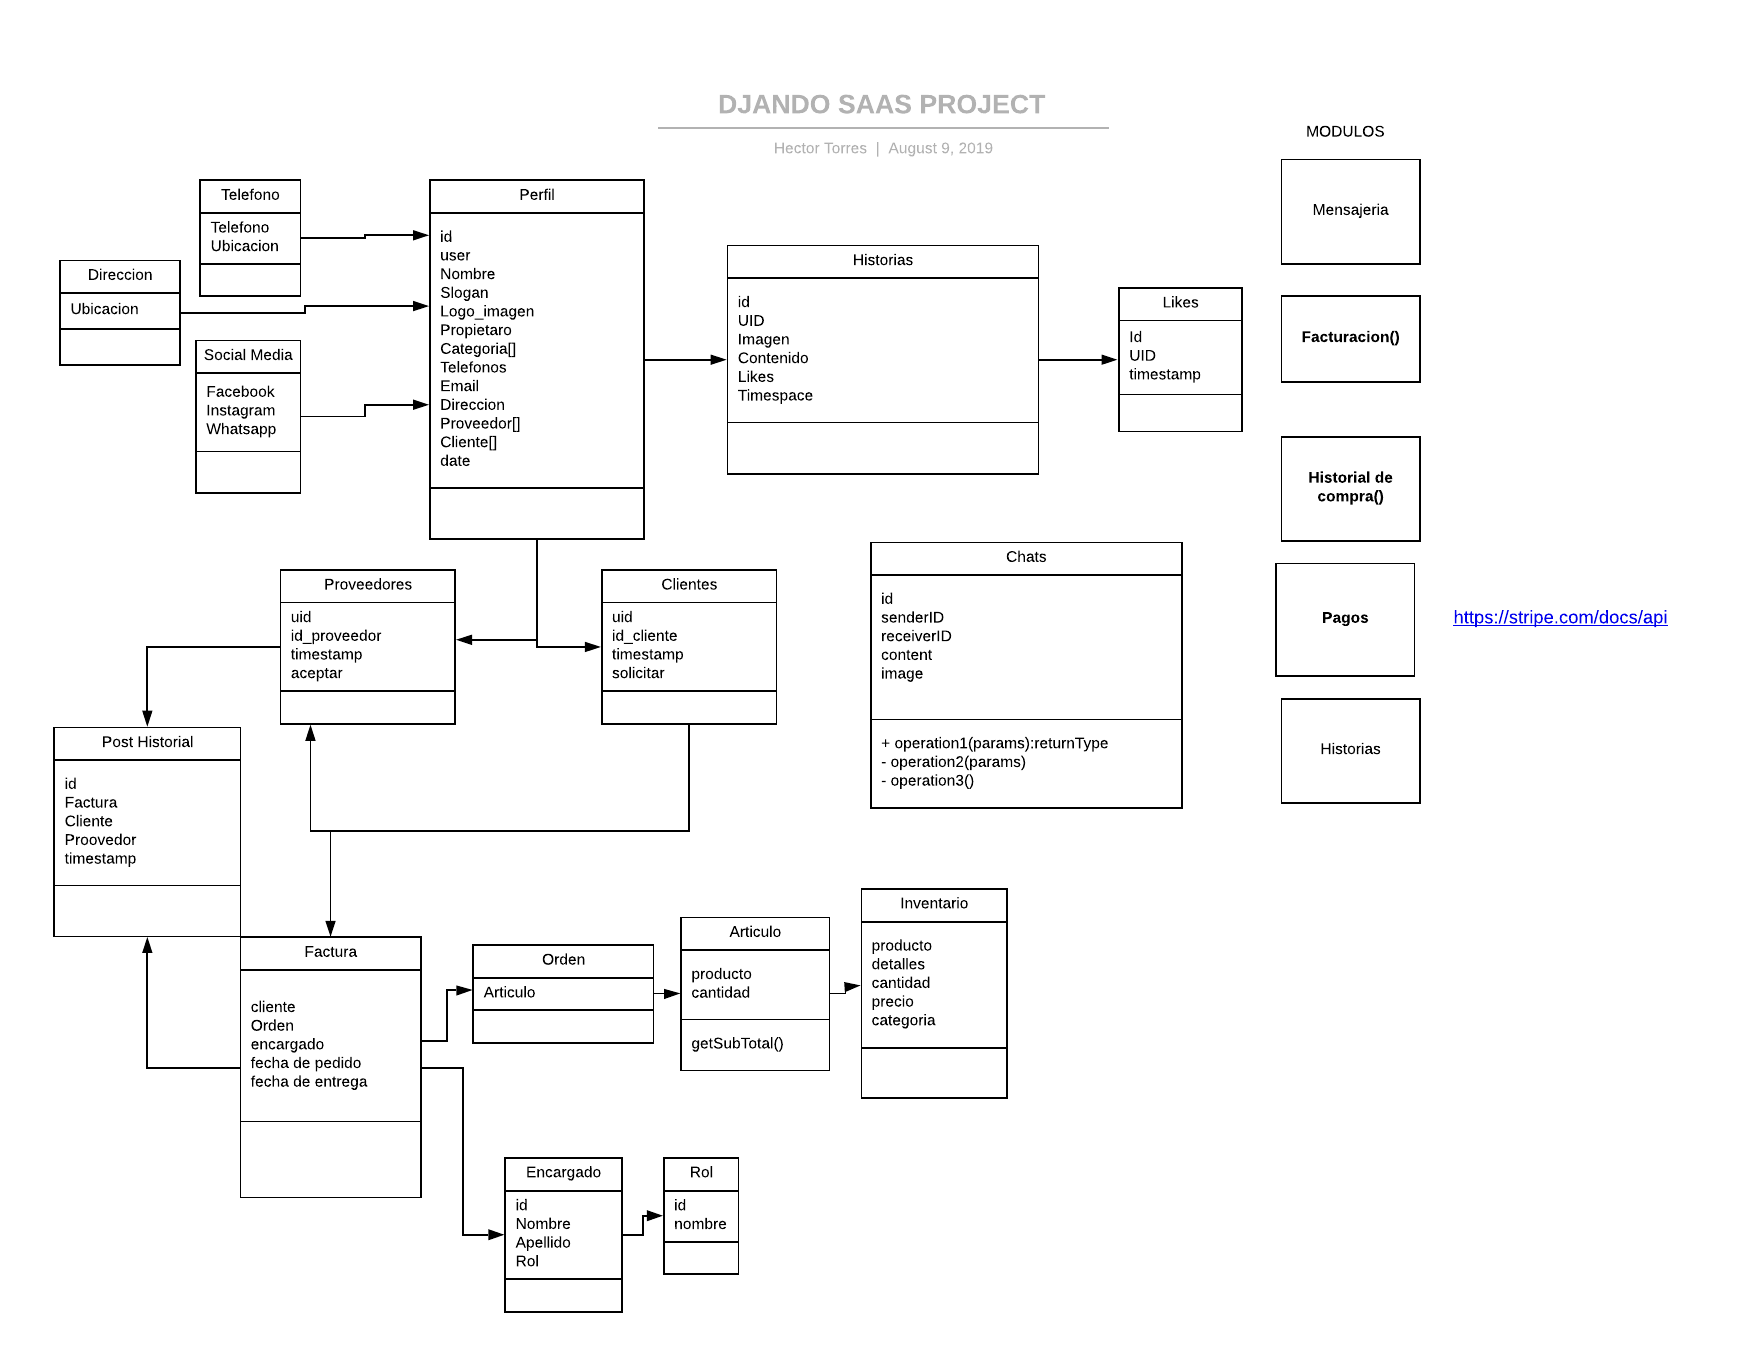 DJANDO SAAS PROJECT
Hector Torres | August 9, 2019
MODULOS
Telefono
Telefono
Ubicacion
Direccion
Ubicacion
Social Media
Facebook
Instagram
Whatsapp
Perfil
id
user
Nombre
Slogan
Logo_imagen
Propietaro
Categoria[]
Telefonos
Email
Direccion
Proveedor[]
Cliente[]
date
Historias
id
UID
Imagen
Contenido
Likes
Timespace
Likes
Id
UID
timestamp
Mensajeria
Facturacion()
Historial de
compra()
Pagos
https://stripe.com/docs/api
Historias
Proveedores
uid
id_proveedor
timestamp
aceptar
Clientes
uid
id_cliente
timestamp
solicitar
Chats
id
senderID
receiverID
content
image
+ operation1(params):returnType
- operation2(params)
- operation3()
Post Historial
id
Factura
Cliente
Proovedor
timestamp
Factura
cliente
Orden
encargado
fecha de pedido
fecha de entrega
Orden
Articulo
Articulo
producto
cantidad
getSubTotal()
Inventario
producto
detalles
cantidad
precio
categoria
Encargado
id
Nombre
Apellido
Rol
Rol
id
nombre